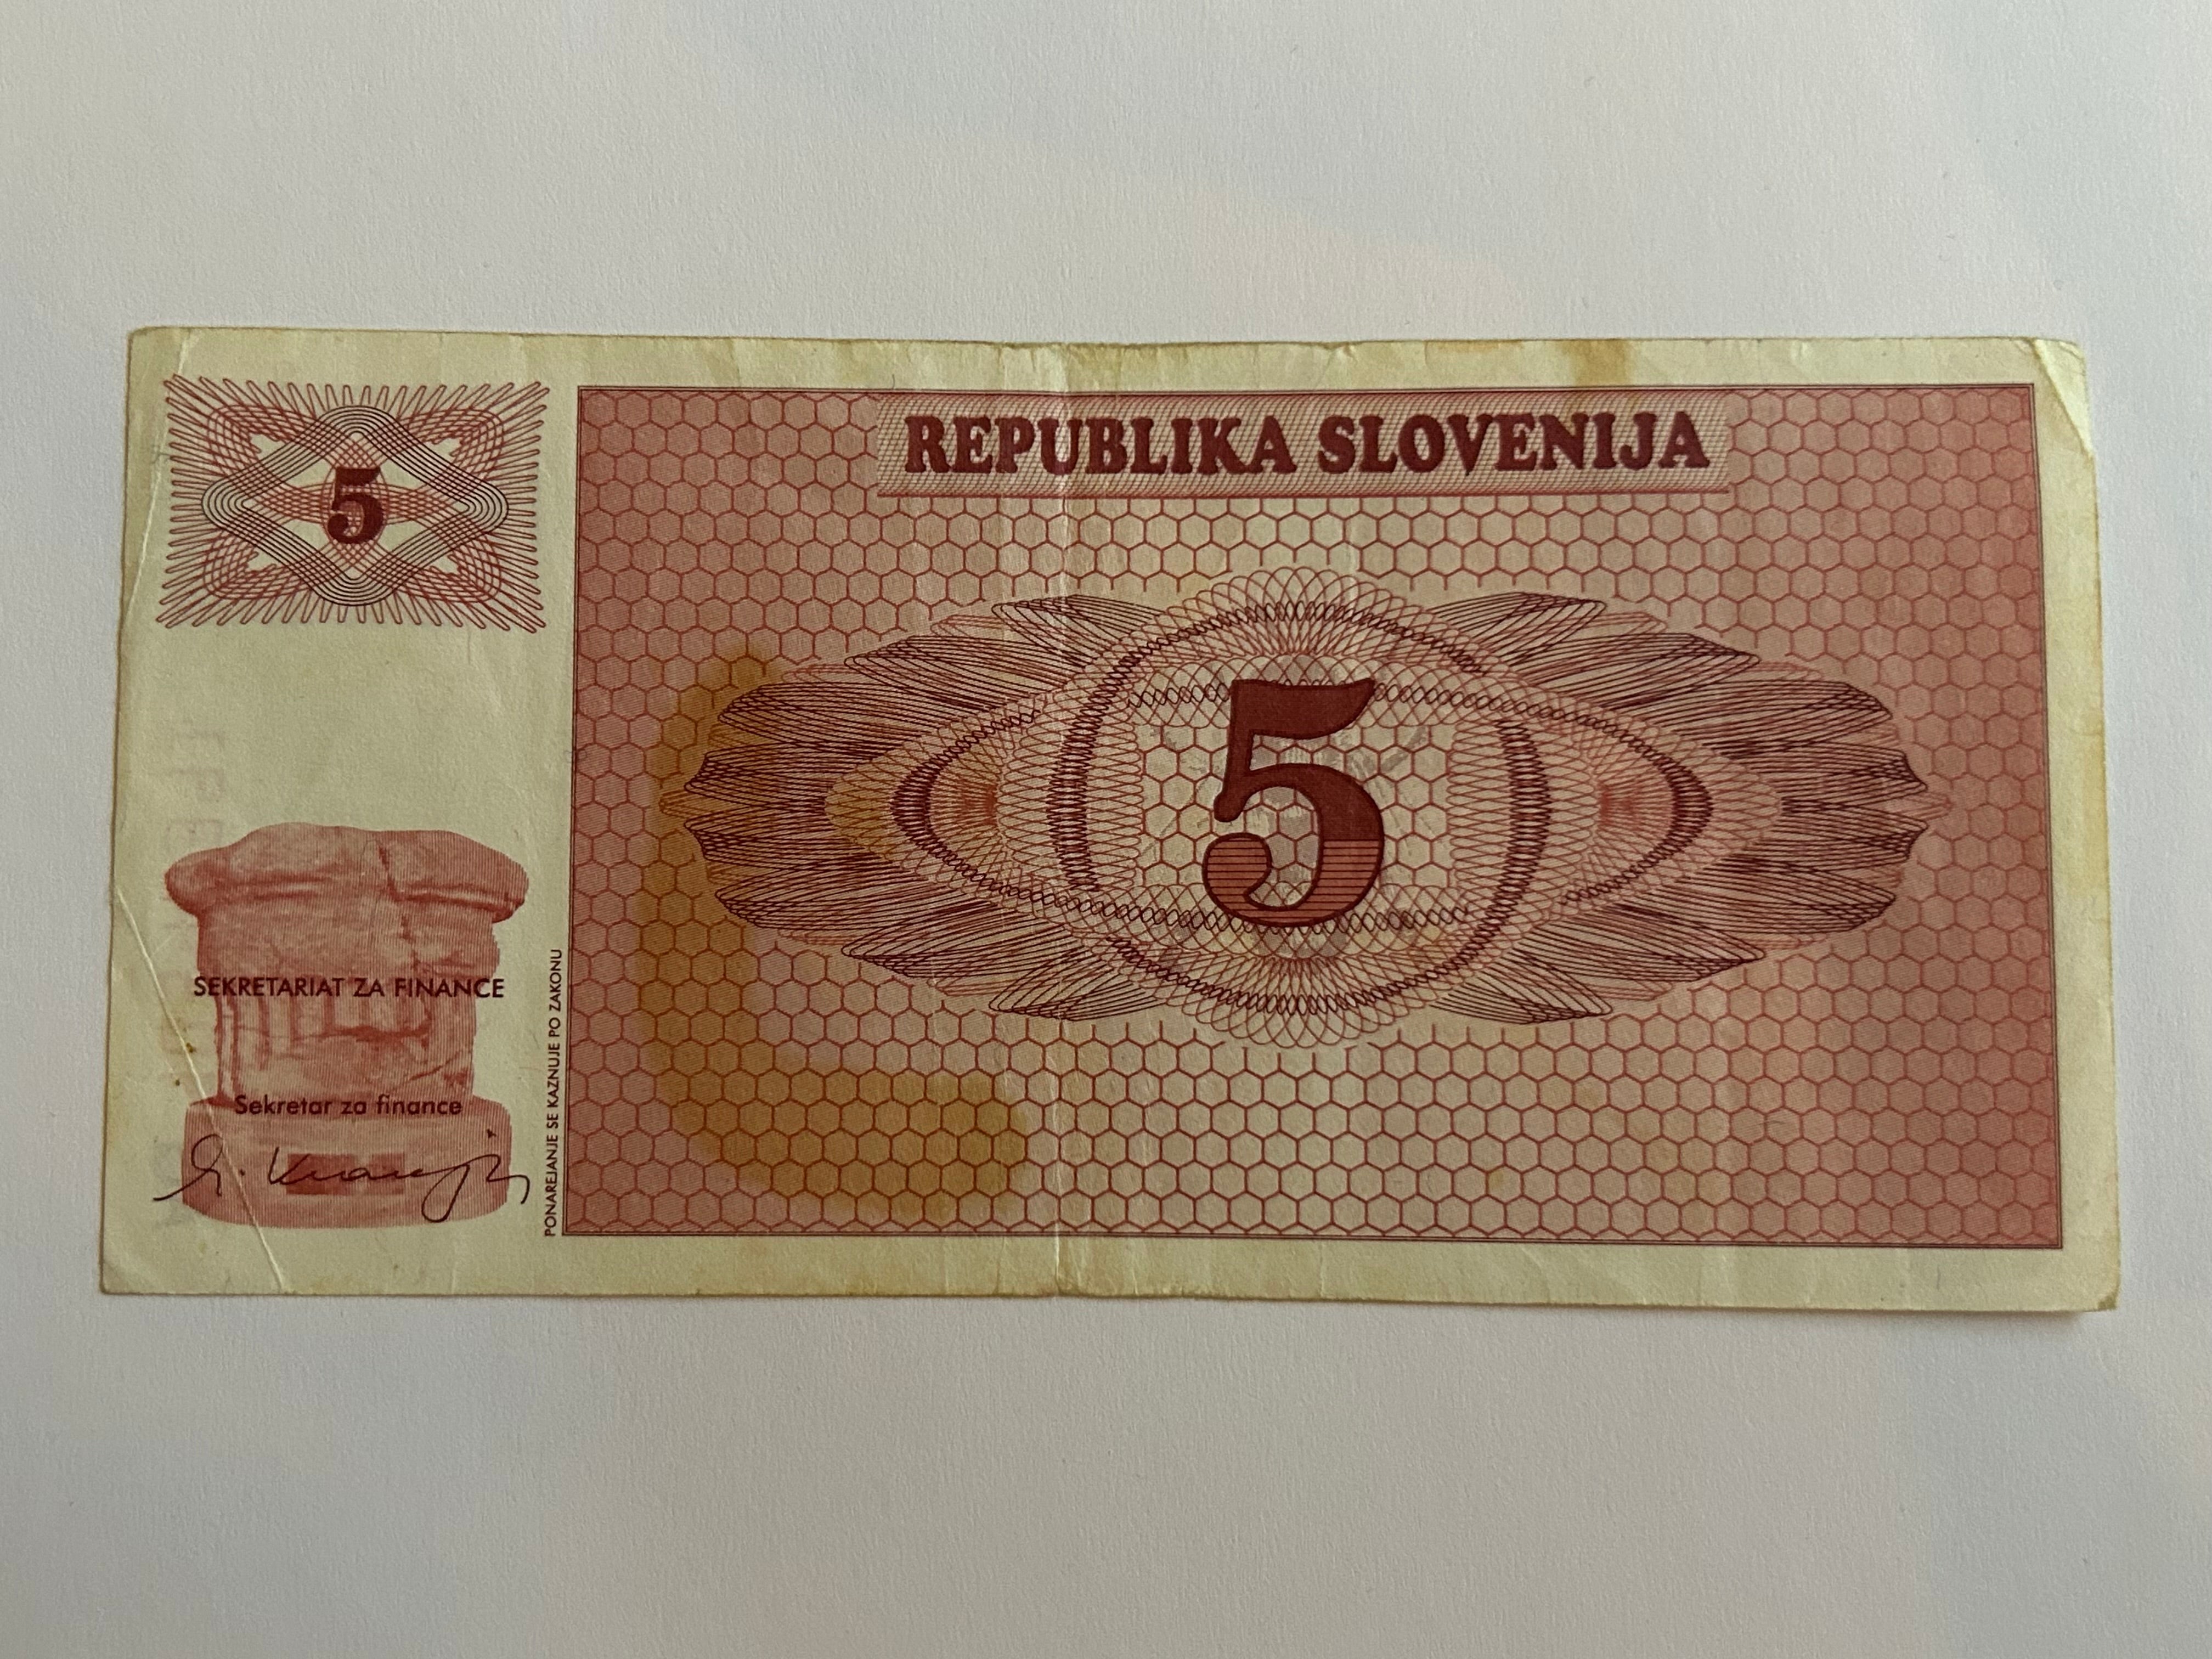 REPUBLIKA SLOVENIJA
5
5
SEKRETARIAT ZA FINANCE
Sekretar za finance
PONAREJANJE SE KAZNUJE PO ZAKONU